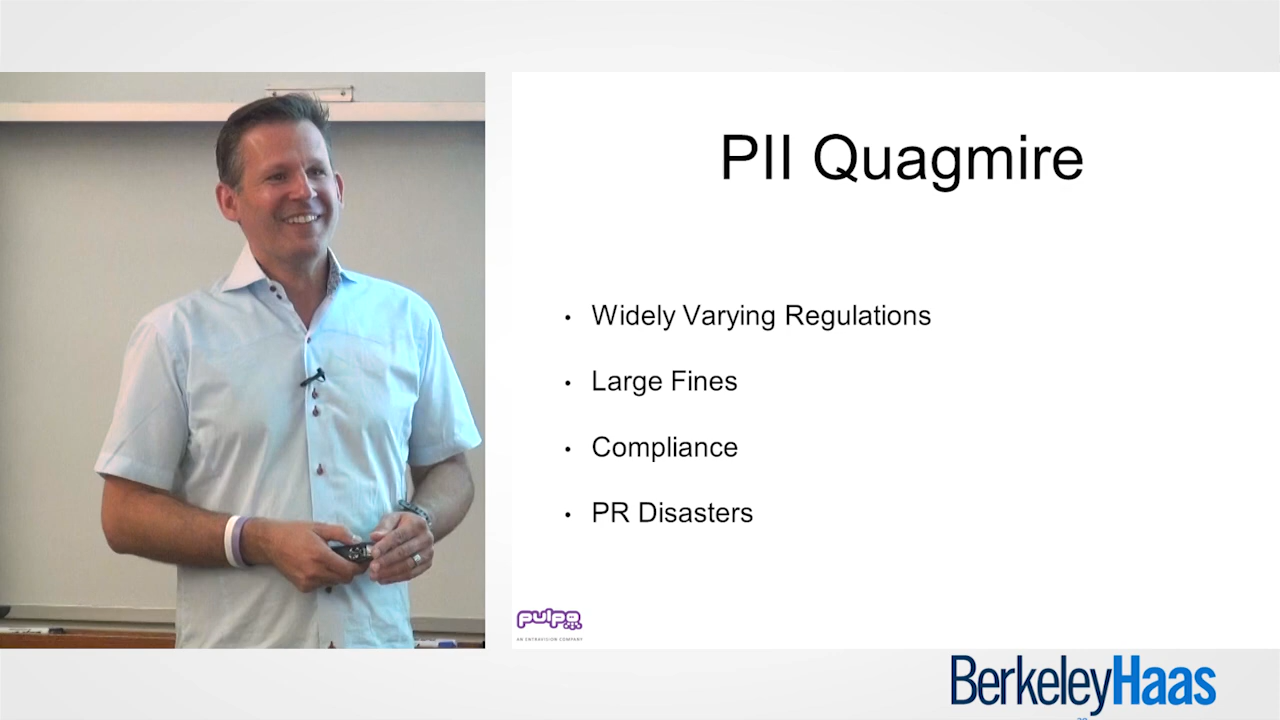 PII Quagmire
• Widely Varying Regulations
• Large Fines
• Compliance
• PR Disasters
pulpo
AN ENTRAVISION COMPANY
BerkeleyHaas